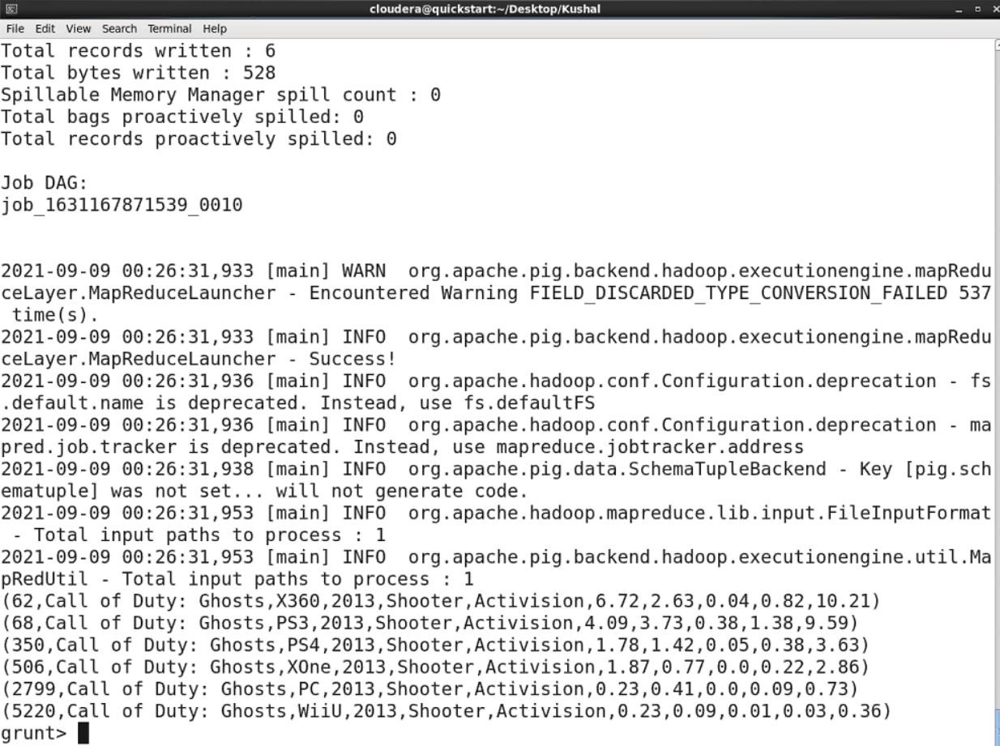 cloudera@quickstart:~/Desktop/Kushal
File Edit View Search Terminal Help
Total records written : 6
Total bytes written : 528
Spillable Memory Manager spill count : 0
Total bags proactively spilled: 0
Total records proactively spilled: 0
Job DAG:
job_1631167871539_0010
2021-09-09 00:26:31,933 [main] WARN  org.apache.pig.backend.hadoop.executionengine.mapRedu
ceLayer.MapReduceLauncher - Encountered Warning FIELD_DISCARDED_TYPE_CONVERSION_FAILED 537
 time(s).
2021-09-09 00:26:31,933 [main] INFO  org.apache.pig.backend.hadoop.executionengine.mapRedu
ceLayer.MapReduceLauncher - Success!
2021-09-09 00:26:31,936 [main] INFO  org.apache.hadoop.conf.Configuration.deprecation - fs
.default.name is deprecated. Instead, use fs.defaultFS
2021-09-09 00:26:31,936 [main] INFO  org.apache.hadoop.conf.Configuration.deprecation - ma
pred.job.tracker is deprecated. Instead, use mapreduce.jobtracker.address
2021-09-09 00:26:31,938 [main] INFO  org.apache.pig.data.SchemaTupleBackend - Key [pig.sch
ematuple] was not set... will not generate code.
2021-09-09 00:26:31,953 [main] INFO  org.apache.hadoop.mapreduce.lib.input.FileInputFormat
 - Total input paths to process : 1
2021-09-09 00:26:31,953 [main] INFO  org.apache.pig.backend.hadoop.executionengine.util.Ma
pRedUtil - Total input paths to process : 1
(62,Call of Duty: Ghosts,X360,2013,Shooter,Activision,6.72,2.63,0.04,0.82,10.21)
(68,Call of Duty: Ghosts,PS3,2013,Shooter,Activision,4.09,3.73,0.38,1.38,9.59)
(350,Call of Duty: Ghosts,PS4,2013,Shooter,Activision,1.78,1.42,0.05,0.38,3.63)
(506,Call of Duty: Ghosts,XOne,2013,Shooter,Activision,1.87,0.77,0.0,0.22,2.86)
(2799,Call of Duty: Ghosts,PC,2013,Shooter,Activision,0.23,0.41,0.0,0.09,0.73)
(5220,Call of Duty: Ghosts,WiiU,2013,Shooter,Activision,0.23,0.09,0.01,0.03,0.36)
grunt>